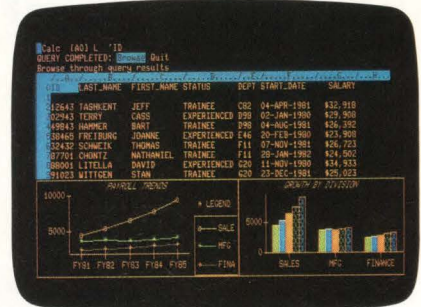 Calc (A0) L 'ID
QUERY COMPLETED: Browse Quit
Browse through query results
ID LAST_NAME FIRST_NAME STATUS DEPT START_DATE SALARY
12643 TASHKENT JEFF TRAINEE C82 04-APR-1981 $32,918
02943 TERRY CASS EXPERIENCED D98 02-JAN-1980 $29,908
49843 HAMMER BART TRAINEE D98 04-AUG-1981 $26,392
38465 FREIBURG JOANNE EXPERIENCED E46 20-FEB-1980 $23,908
32432 SCHWEIK THOMAS TRAINEE F11 07-NOV-1981 $26,723
87701 CHONTZ NATHANIEL TRAINEE F11 28-JAN-1982 $24,502
88001 LITELLA DAVID EXPERIENCED G20 11-NOV-1980 $34,933
91023 WITTGEN STAN TRAINEE G20 23-DEC-1981 $25,023
PAYROLL TRENDS
10000
5000
FY81 FY82 FY83 FY84 FY85
LEGEND
SALE
MFG
FINA
GROWTH BY DIVISION
5000
0
SALES MFG FINANCE